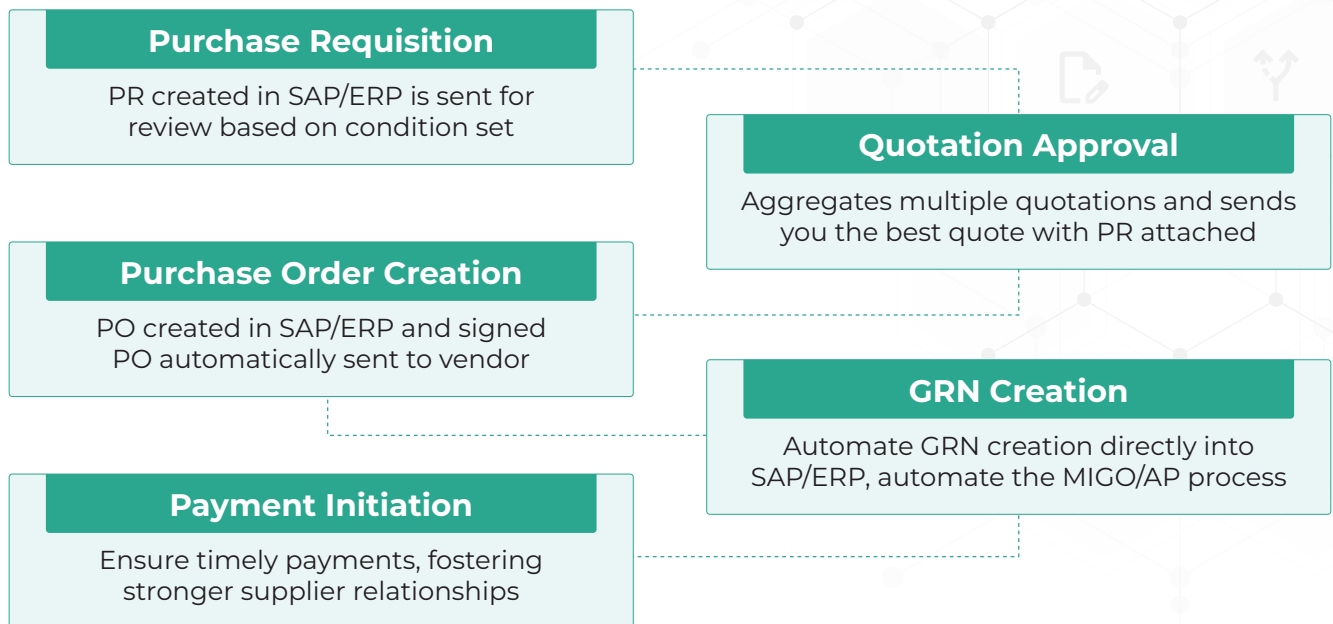 Purchase Requisition
PR created in SAP/ERP is sent for
review based on condition set
Quotation Approval
Aggregates multiple quotations and sends
you the best quote with PR attached
Purchase Order Creation
PO created in SAP/ERP and signed
PO automatically sent to vendor
GRN Creation
Automate GRN creation directly into
SAP/ERP, automate the MIGO/AP process
Payment Initiation
Ensure timely payments, fostering
stronger supplier relationships